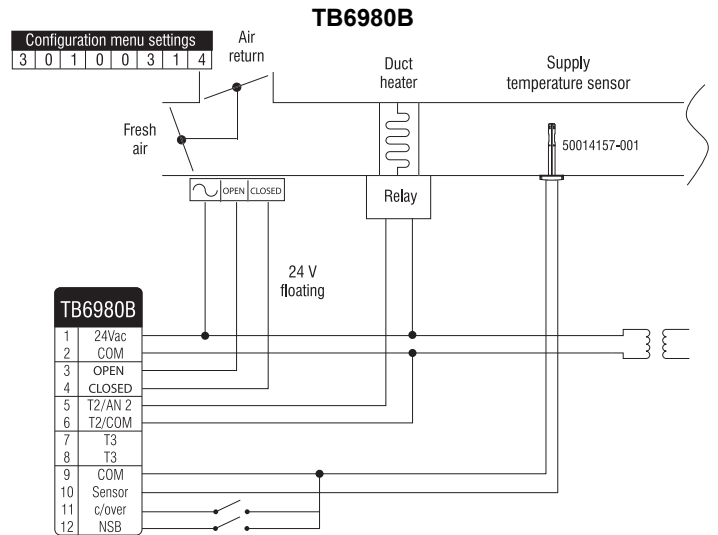 TB6980B
Configuration menu settings
3 0 1 0 0 3 1 4
Air
return
Duct
heater
Supply
temperature sensor
Fresh
air
50014157-001
OPEN CLOSED
Relay
24 V
floating
TB6980B
1 24Vac
2 COM
3 OPEN
4 CLOSED
5 T2/AN 2
6 T2/COM
7 T3
8 T3
9 COM
10 Sensor
11 c/over
12 NSB